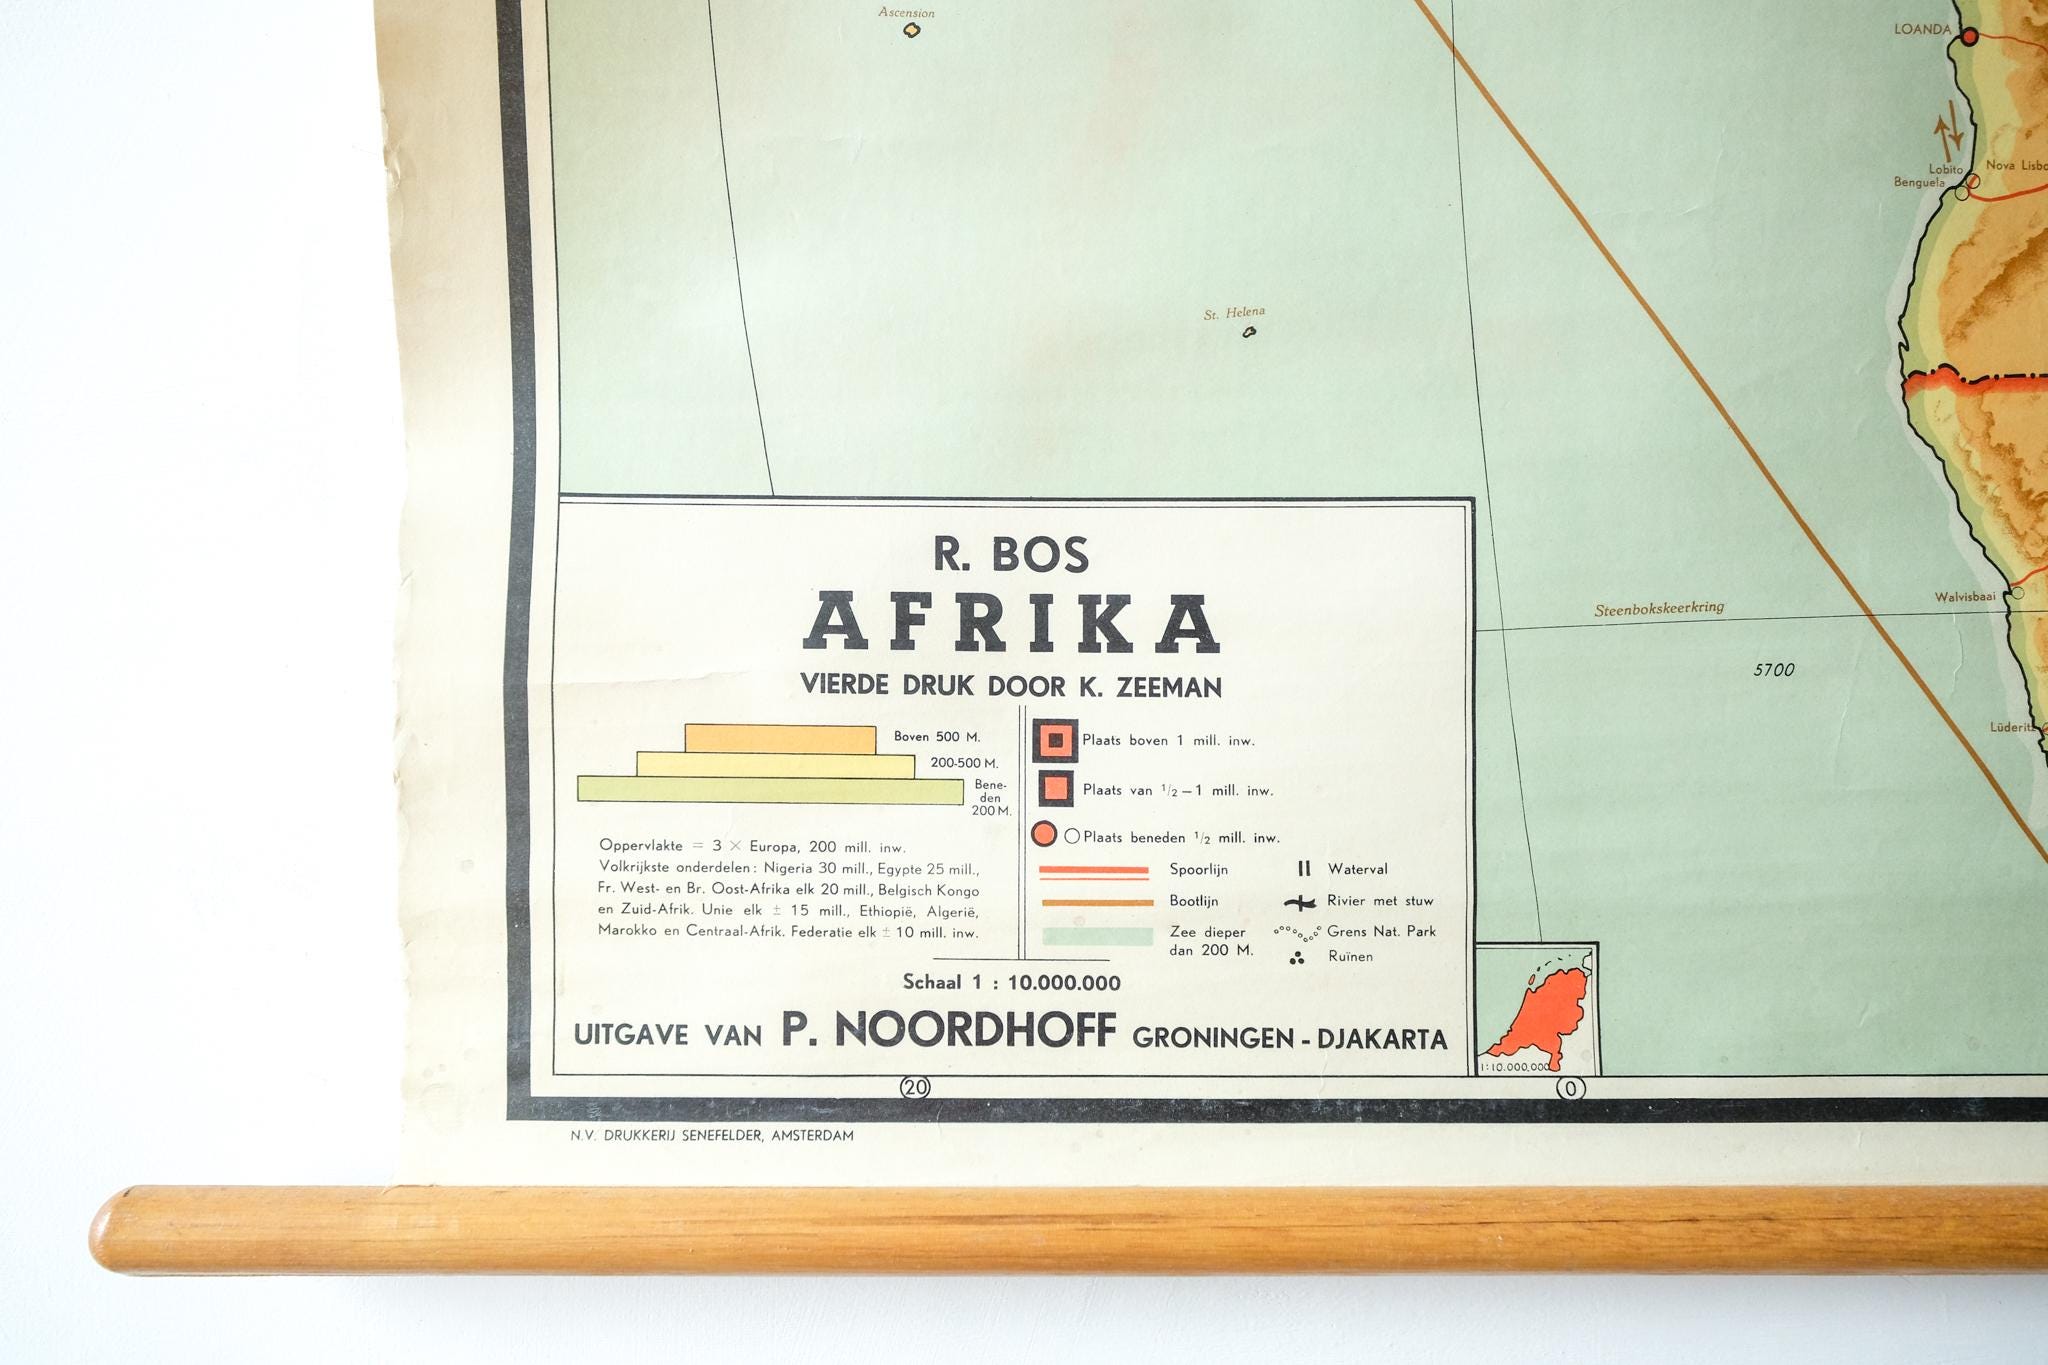 Ascension
LOANDA
Lobito
Nova Lisbo
Benguela
St. Helena
Walvisbaai
Steenbokskeerkring
5700
Lüderitz
R. BOS
AFRIKA
VIERDE DRUK DOOR K. ZEEMAN
Boven 500 M.
200-500 M.
Bene-
den
200 M.
Oppervlakte = 3 × Europa, 200 mill. inw.
Volkrijkste onderdelen: Nigeria 30 mill., Egypte 25 mill.,
Fr. West- en Br. Oost-Afrika elk 20 mill., Belgisch Kongo
en Zuid-Afrik. Unie elk ± 15 mill., Ethiopië, Algerië,
Marokko en Centraal-Afrik. Federatie elk ± 10 mill. inw.
Plaats boven 1 mill. inw.
Plaats van 1/2 – 1 mill. inw.
Plaats beneden 1/2 mill. inw.
Spoorlijn
Bootlijn
Zee dieper
dan 200 M.
Waterval
Rivier met stuw
Grens Nat. Park
Ruïnen
Schaal 1 : 10.000.000
UITGAVE VAN P. NOORDHOFF GRONINGEN - DJAKARTA
1:10.000.000
20
0
N.V. DRUKKERIJ SENEFELDER, AMSTERDAM